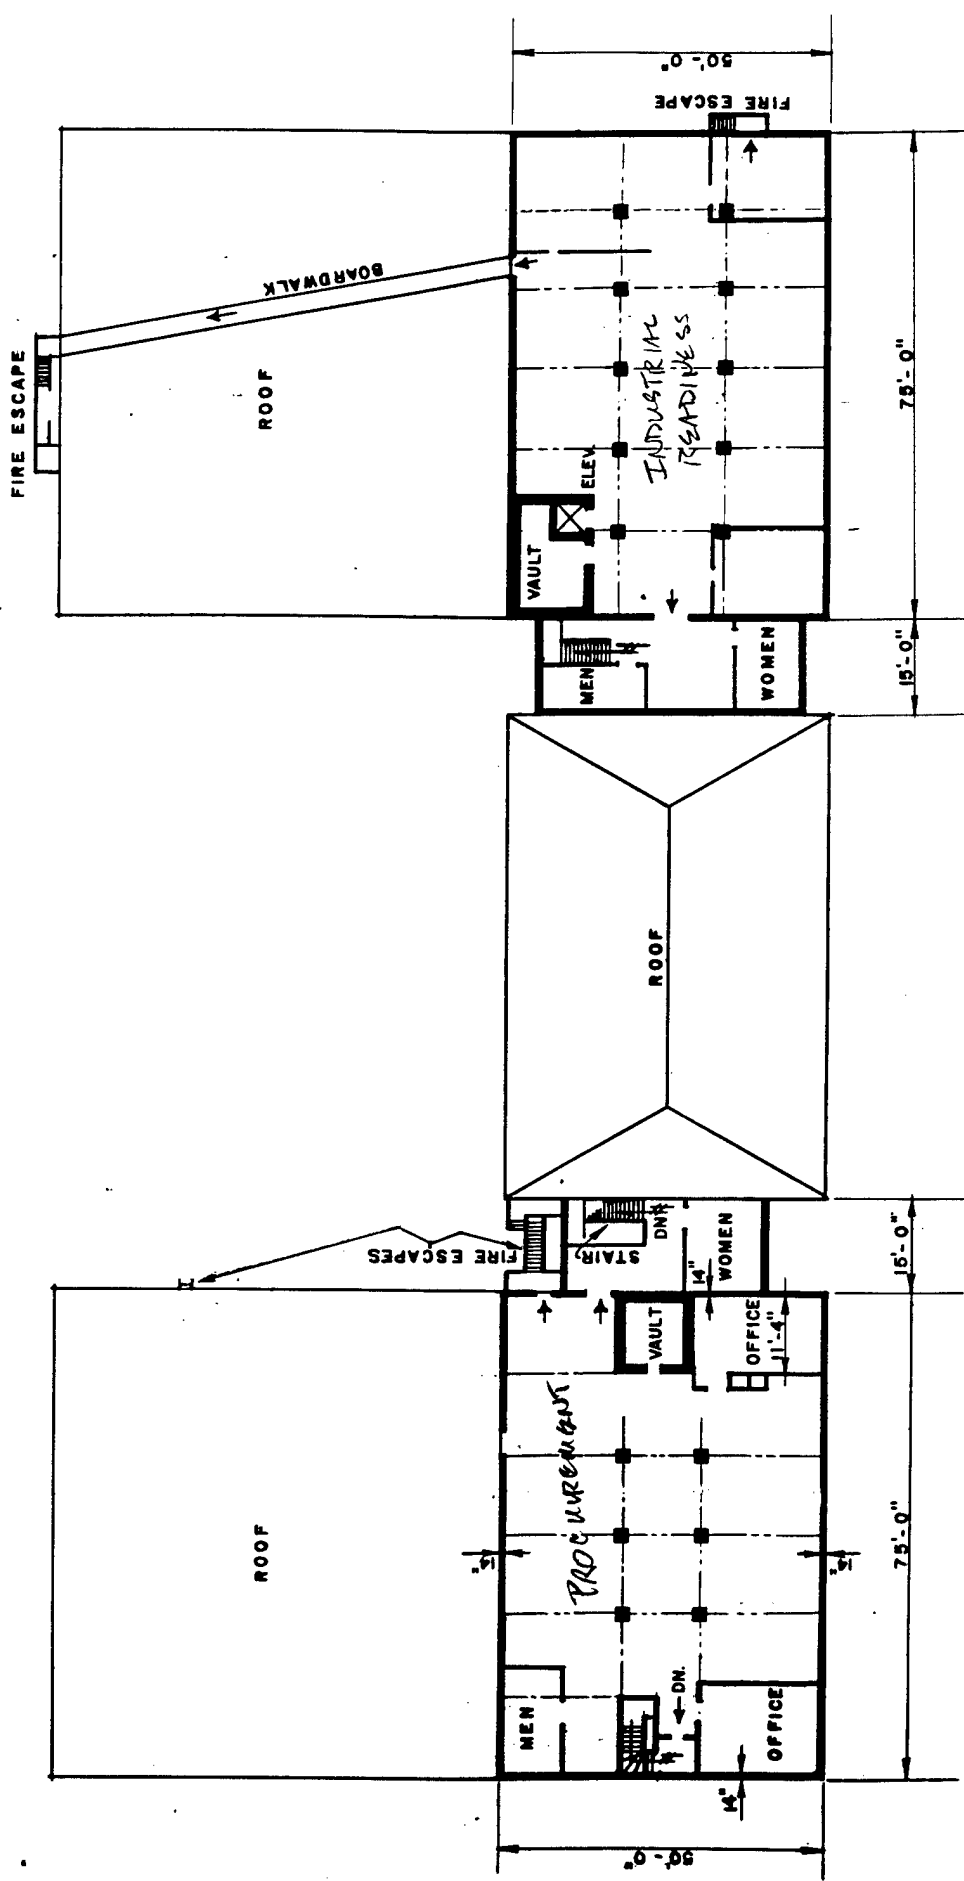 50'-0"
FIRE ESCAPE
BOARDWALK
FIRE ESCAPE
ROOF
INDUSTRIAL
READINESS
75'-0"
ELEV.
VAULT
MEN
WOMEN
15'-0"
ROOF
FIRE ESCAPES
STAIR
DN.
WOMEN
15'-0"
14"
VAULT
OFFICE
11'-4"
PROCUREMENT
ROOF
14"
14"
75'-0"
MEN
DN.
OFFICE
14"
50'-0"